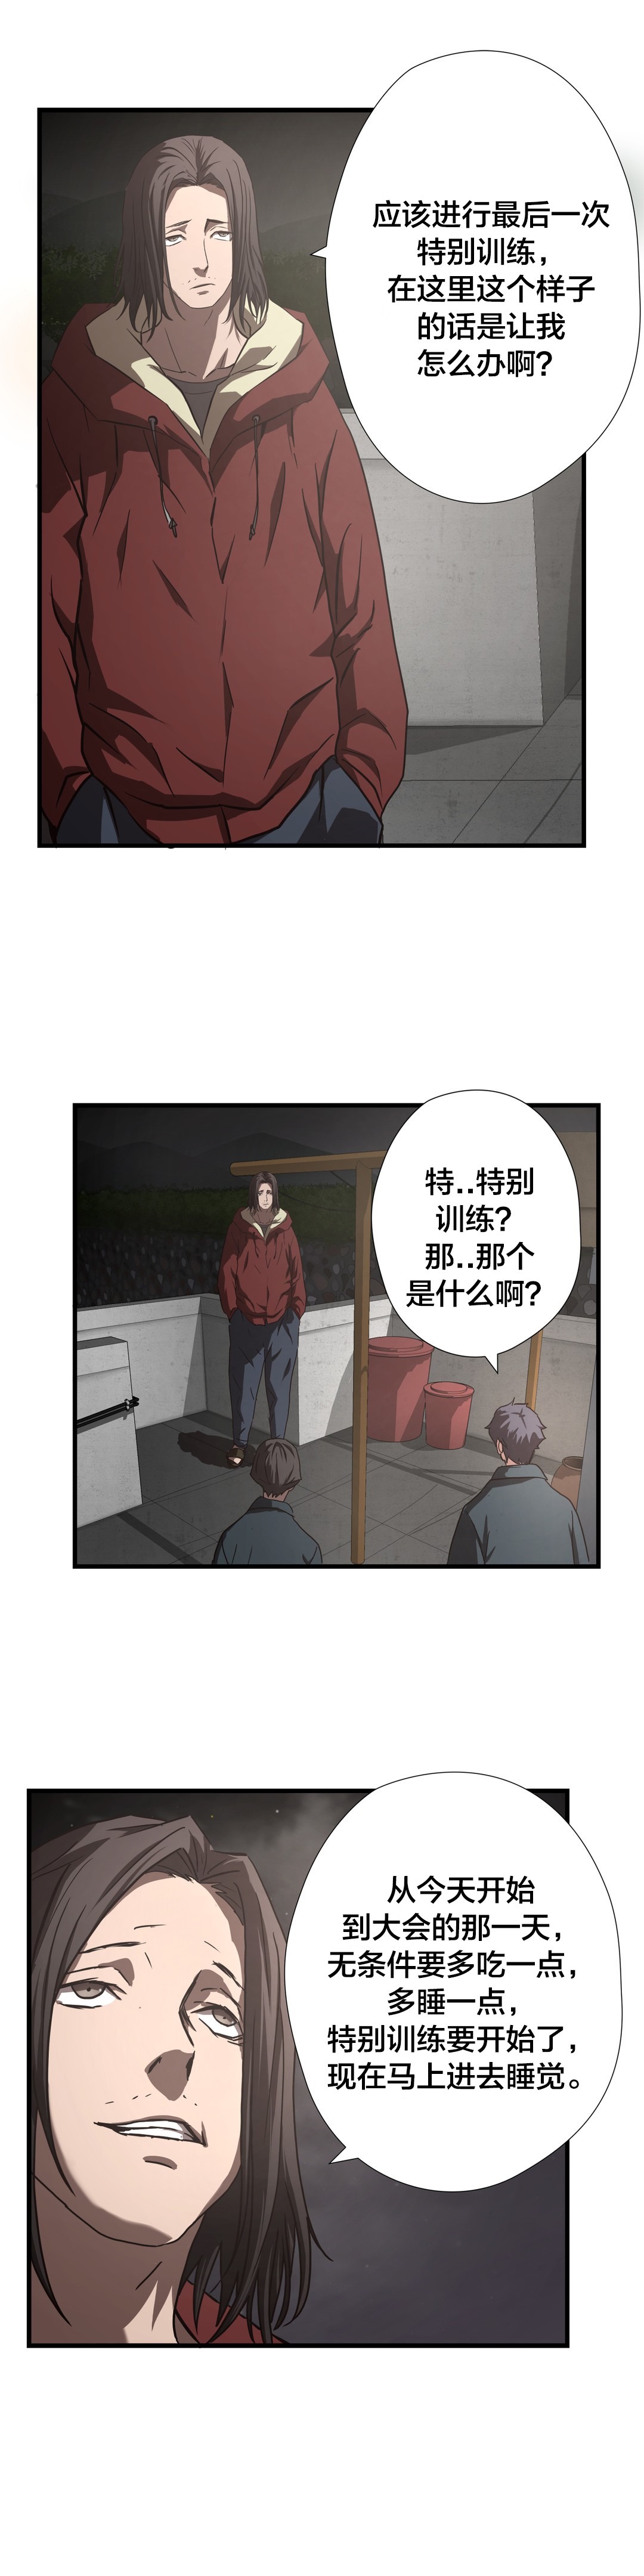 应该进行最后一次
特别训练，
在这里这个样子
的话是让我
怎么办啊？
特..特别
训练？
那..那个
是什么啊？
从今天开始
到大会的那一天，
无条件要多吃一点，
多睡一点，
特别训练要开始了，
现在马上进去睡觉。